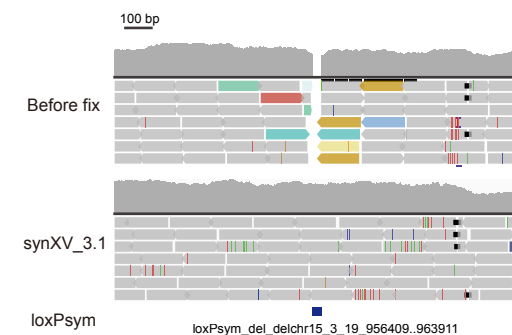 100 bp
Before fix
synXV_3.1
loxPsym
loxPsym_del_delchr15_3_19_956409..963911